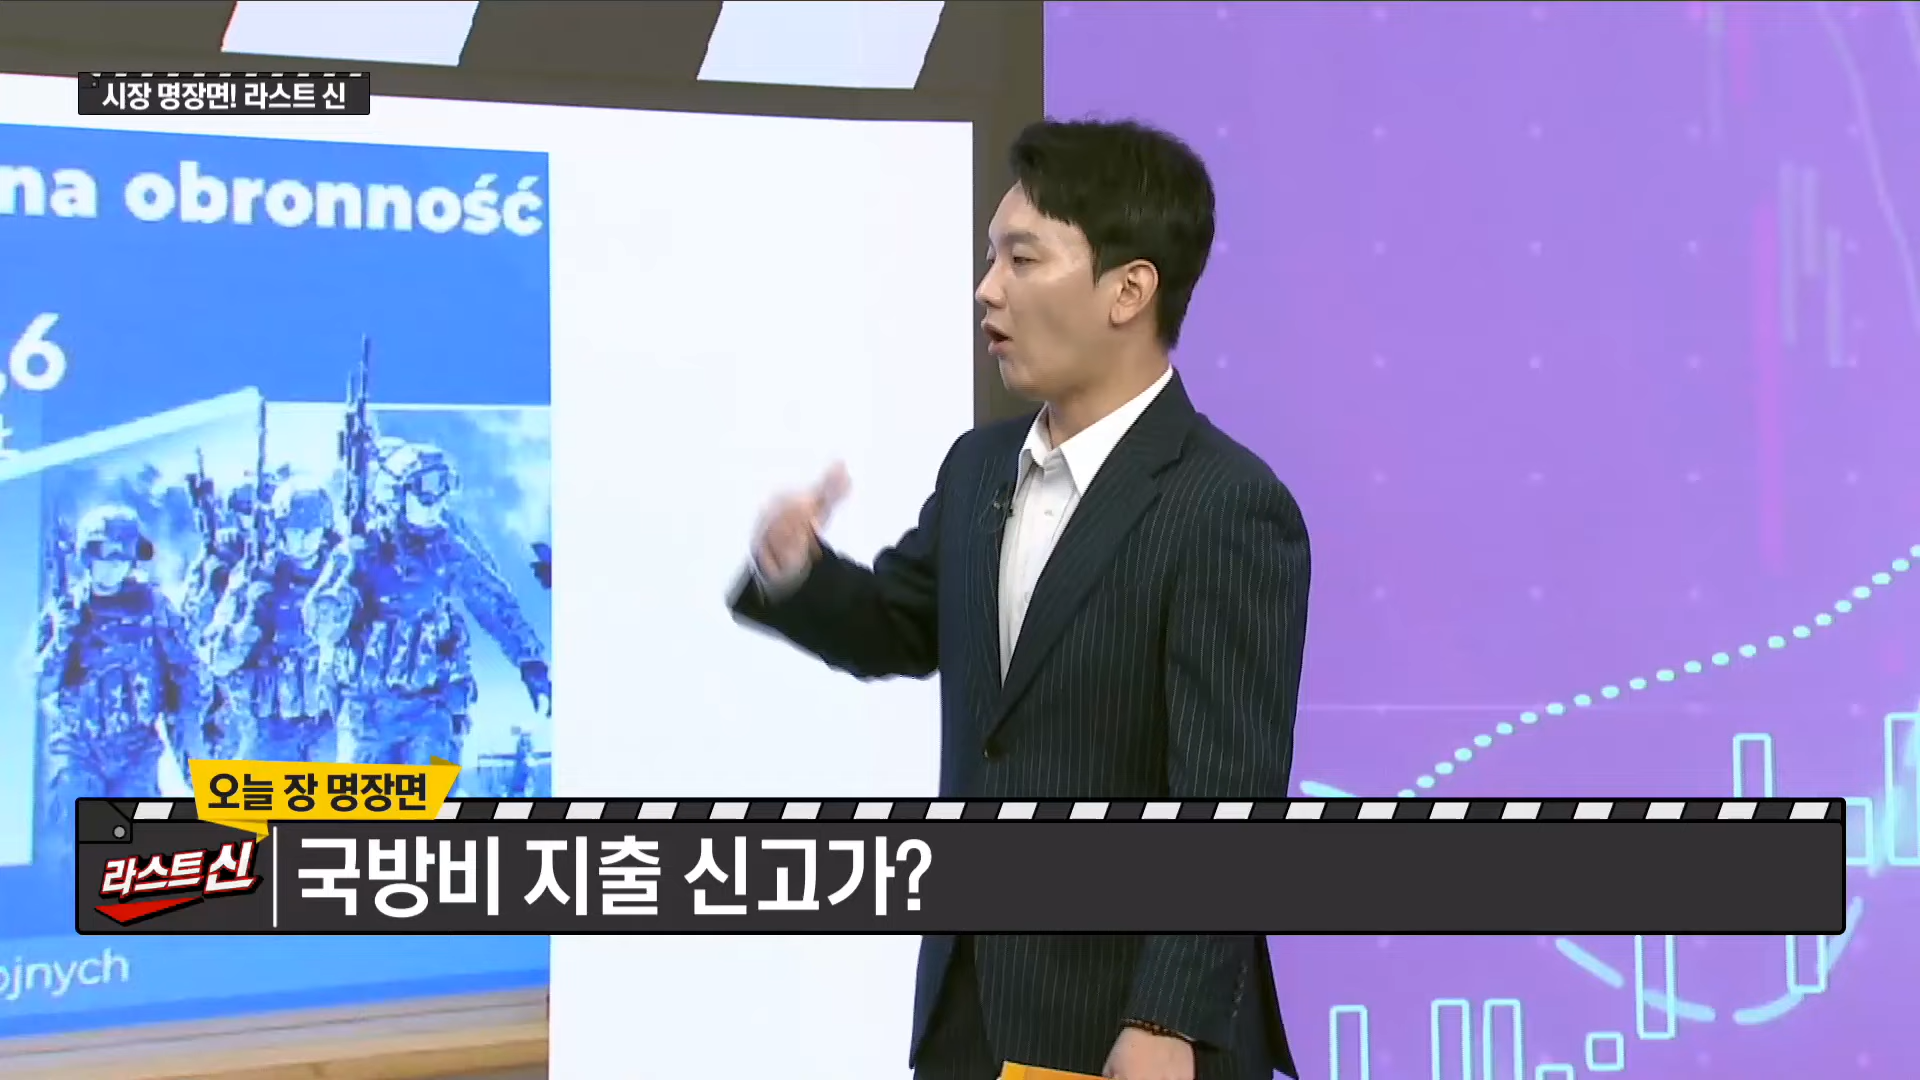 시장 명장면! 라스트 신
na obronność
,6
오늘 장 명장면
라스트신
국방비 지출 신고가?
ojnych